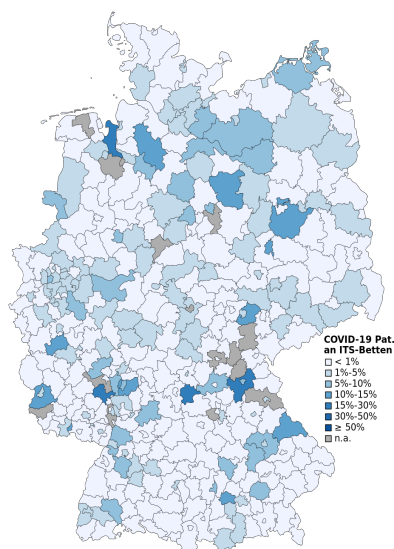 COVID-19 Pat.
an ITS-Betten
< 1%
1%-5%
5%-10%
10%-15%
15%-30%
30%-50%
≥ 50%
n.a.